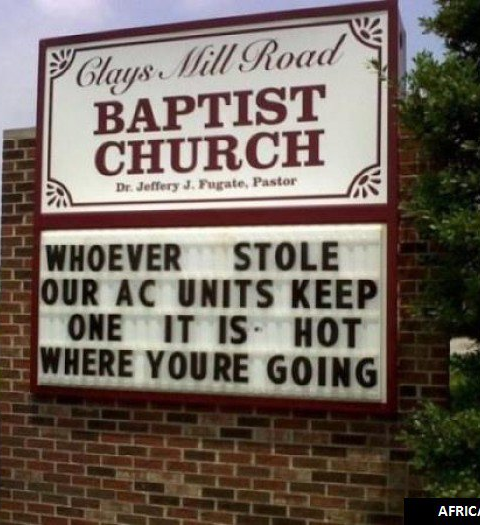 Clays Mill Road
BAPTIST
CHURCH
Dr. Jeffery J. Fugate, Pastor
WHOEVER STOLE
OUR AC UNITS KEEP
ONE IT IS HOT
WHERE YOURE GOING